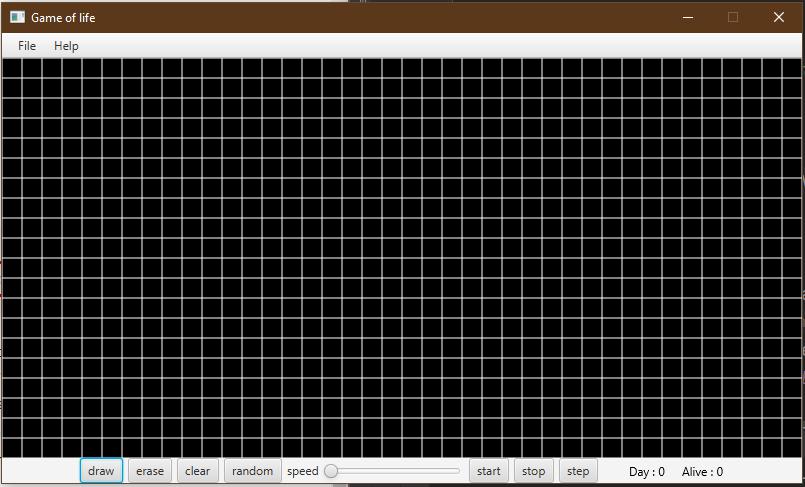 Game of life
File Help
draw erase clear random speed start stop step Day : 0 Alive : 0